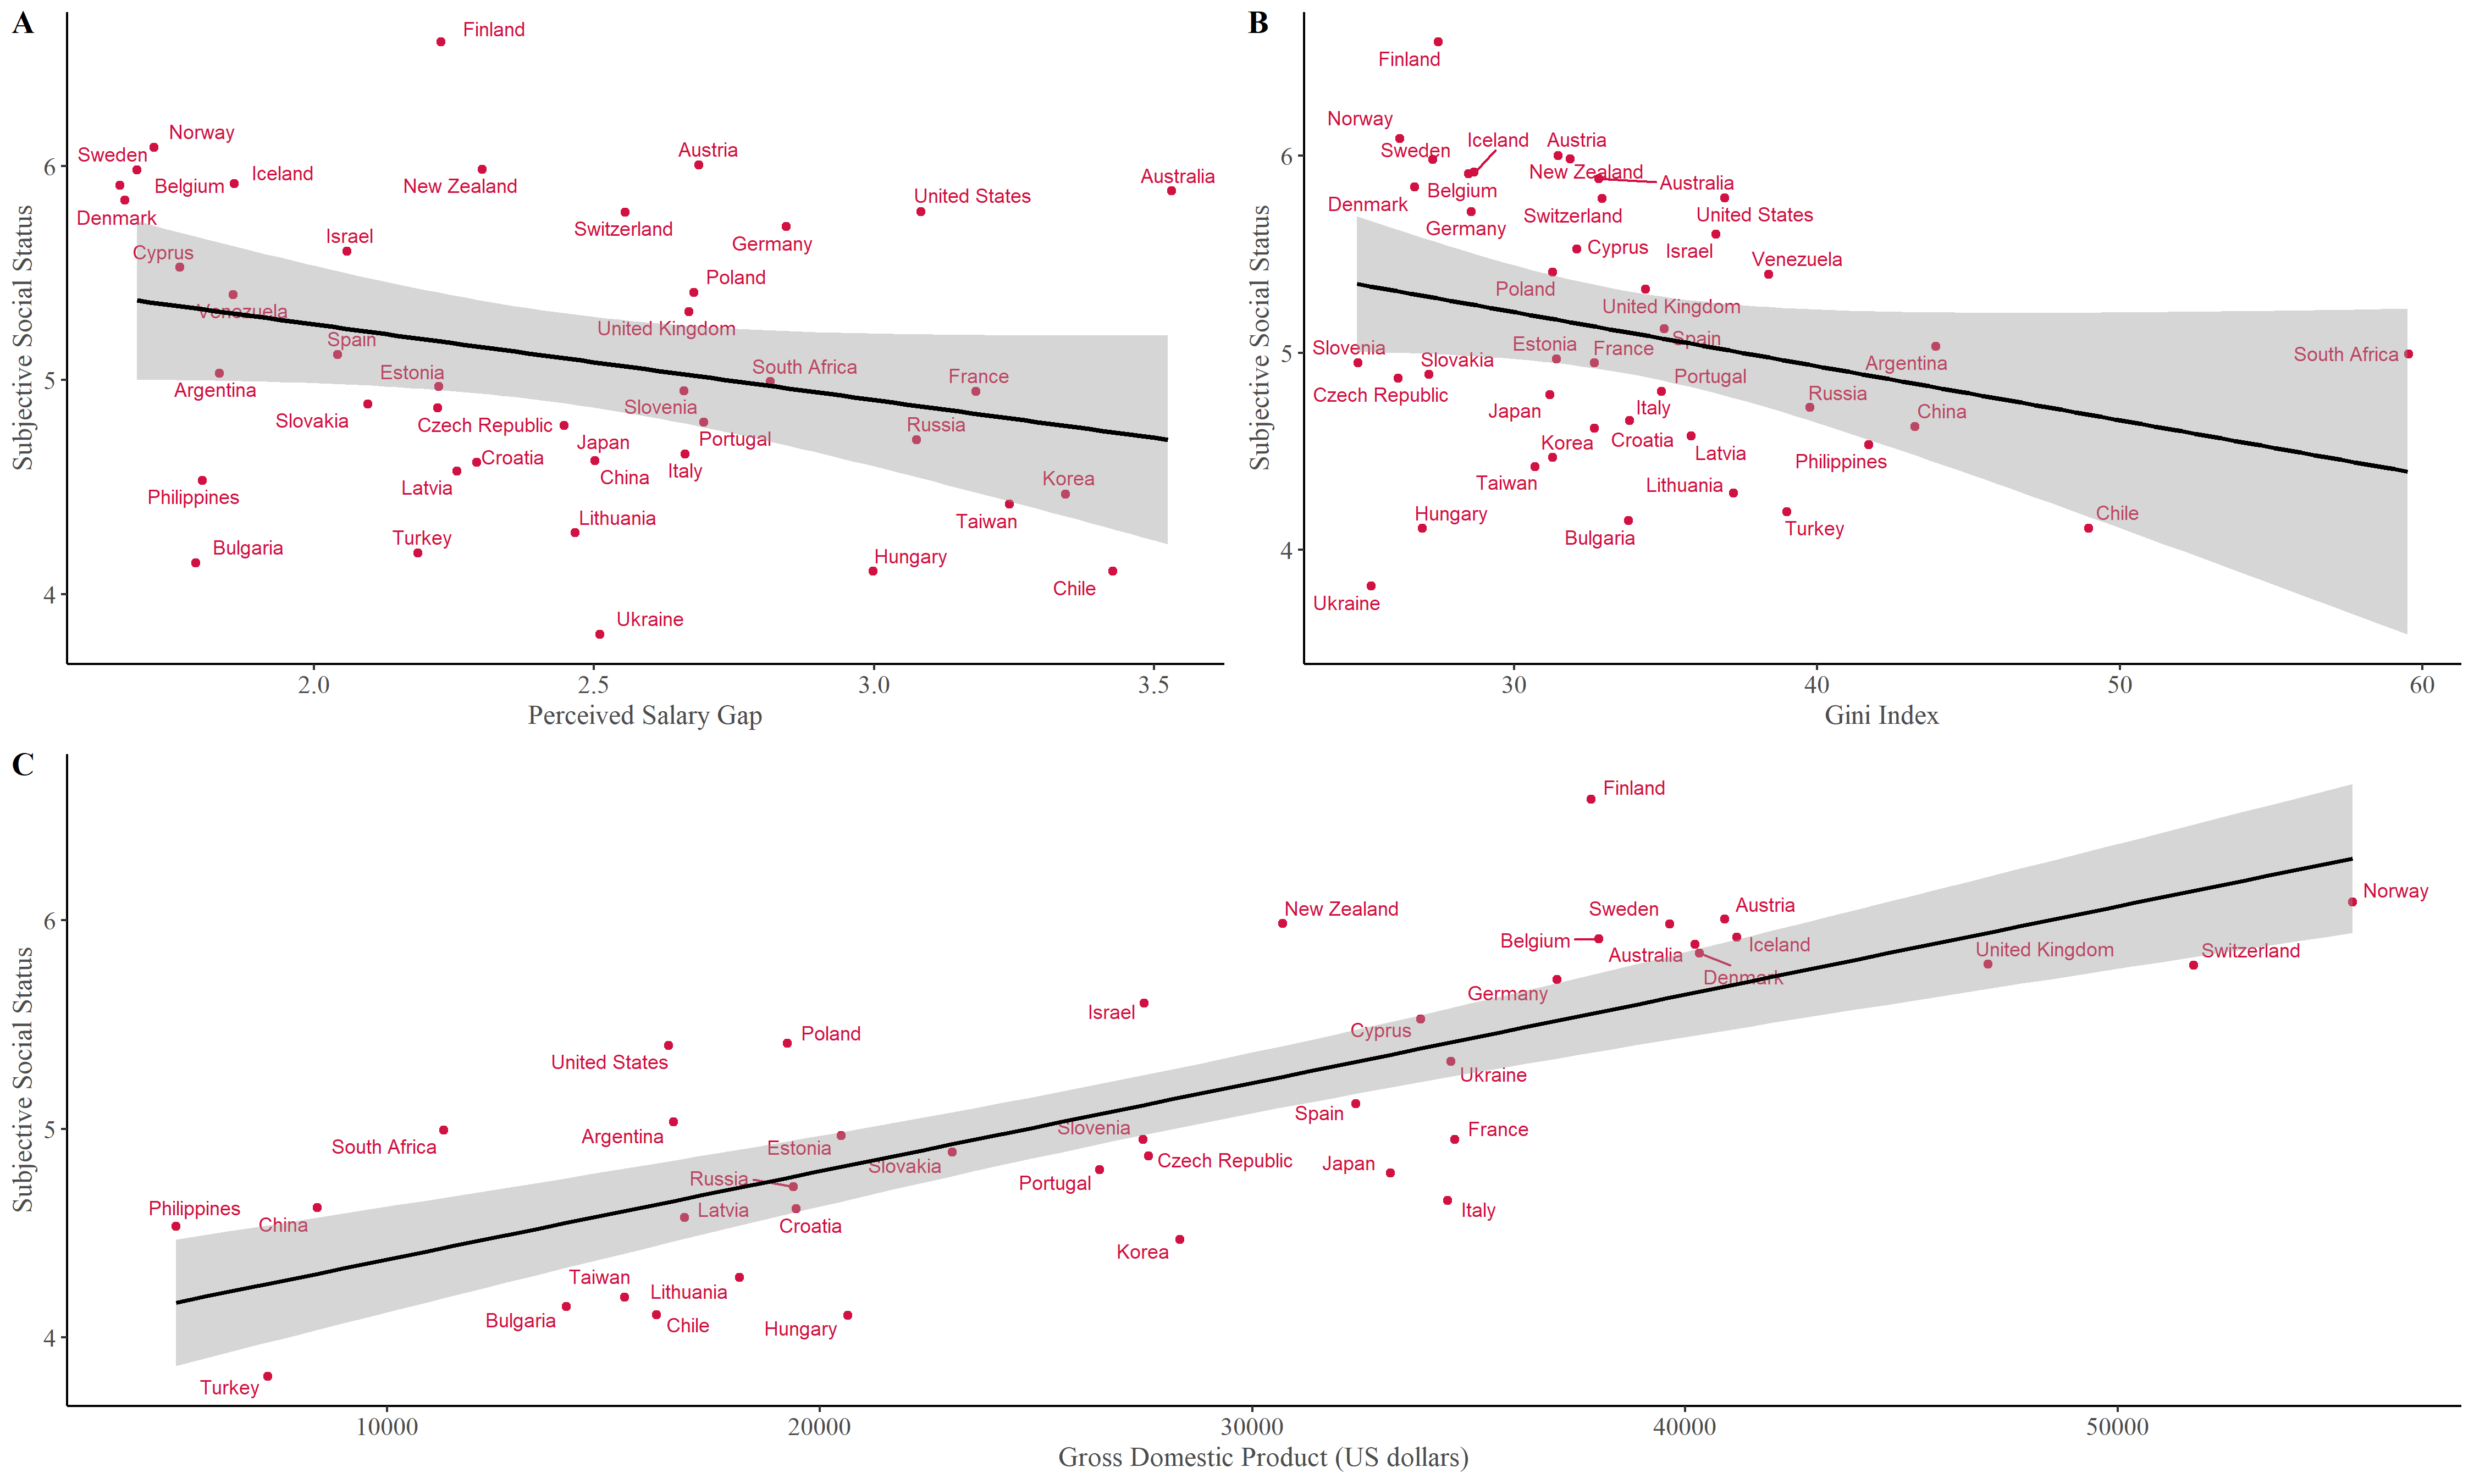 A
Subjective Social Status
6
5
4
Finland
Norway
Sweden
Iceland
Belgium
Denmark
New Zealand
Austria
Australia
United States
Switzerland
Germany
Israel
Cyprus
Poland
Venezuela
United Kingdom
Spain
Estonia
South Africa
France
Argentina
Slovenia
Slovakia
Czech Republic
Japan
Portugal
Russia
Croatia
China
Italy
Latvia
Korea
Philippines
Taiwan
Lithuania
Turkey
Bulgaria
Hungary
Chile
Ukraine
2.0
2.5
3.0
3.5
Perceived Salary Gap
B
Subjective Social Status
6
5
4
Finland
Norway
Sweden
Iceland
Austria
New Zealand
Belgium
Australia
Denmark
Switzerland
United States
Germany
Cyprus
Israel
Venezuela
Poland
United Kingdom
Spain
Slovenia
Slovakia
Estonia
France
South Africa
Argentina
Czech Republic
Portugal
Russia
Japan
Italy
China
Korea
Croatia
Latvia
Philippines
Taiwan
Lithuania
Hungary
Chile
Bulgaria
Turkey
Ukraine
30
40
50
60
Gini Index
C
Subjective Social Status
6
5
4
Finland
Norway
New Zealand
Sweden
Austria
Belgium
Australia
Iceland
United Kingdom
Switzerland
Denmark
Germany
Israel
Cyprus
Poland
United States
Ukraine
Spain
South Africa
Argentina
Estonia
Slovenia
France
Slovakia
Czech Republic
Japan
Russia
Portugal
Philippines
China
Latvia
Croatia
Italy
Korea
Taiwan
Lithuania
Bulgaria
Chile
Hungary
Turkey
10000
20000
30000
40000
50000
Gross Domestic Product (US dollars)